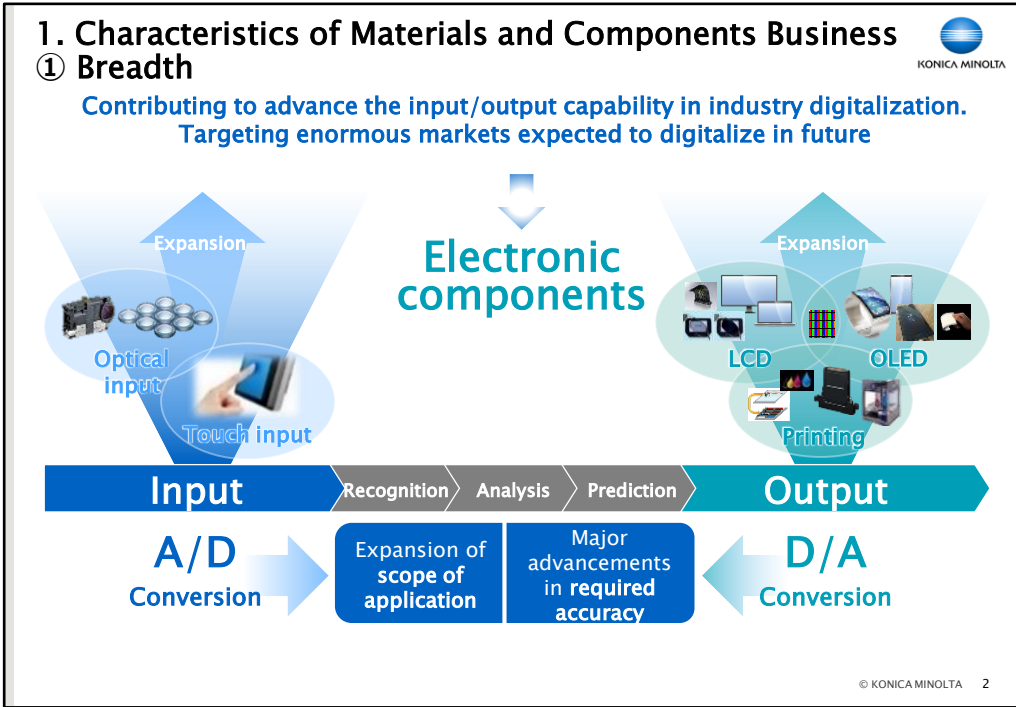 1. Characteristics of Materials and Components Business
① Breadth
KONICA MINOLTA
Contributing to advance the input/output capability in industry digitalization.
Targeting enormous markets expected to digitalize in future
Expansion
Optical
input
Touch input
Electronic
components
Expansion
LCD
OLED
Printing
Input
Recognition
Analysis
Prediction
Output
A/D
Conversion
Expansion of
scope of
application
Major
advancements
in required
accuracy
D/A
Conversion
© KONICA MINOLTA 2